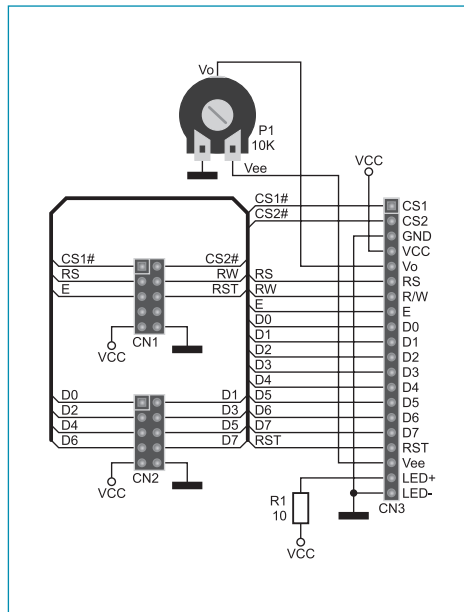 Vo
P1
10K
Vee
VCC
CS1# CS1
CS2# CS2
GND
VCC
Vo
CS1# CS2#
RS RW RS RS
E RST RW R/W
E E
D0 D0
VCC CN1 D1 D1
D2 D2
D3 D3
D4 D4
D0 D1 D5 D5
D2 D3 D6 D6
D4 D5 D7 D7
D6 D7 RST RST
Vee
VCC CN2 LED+
R1 LED-
10 CN3
VCC